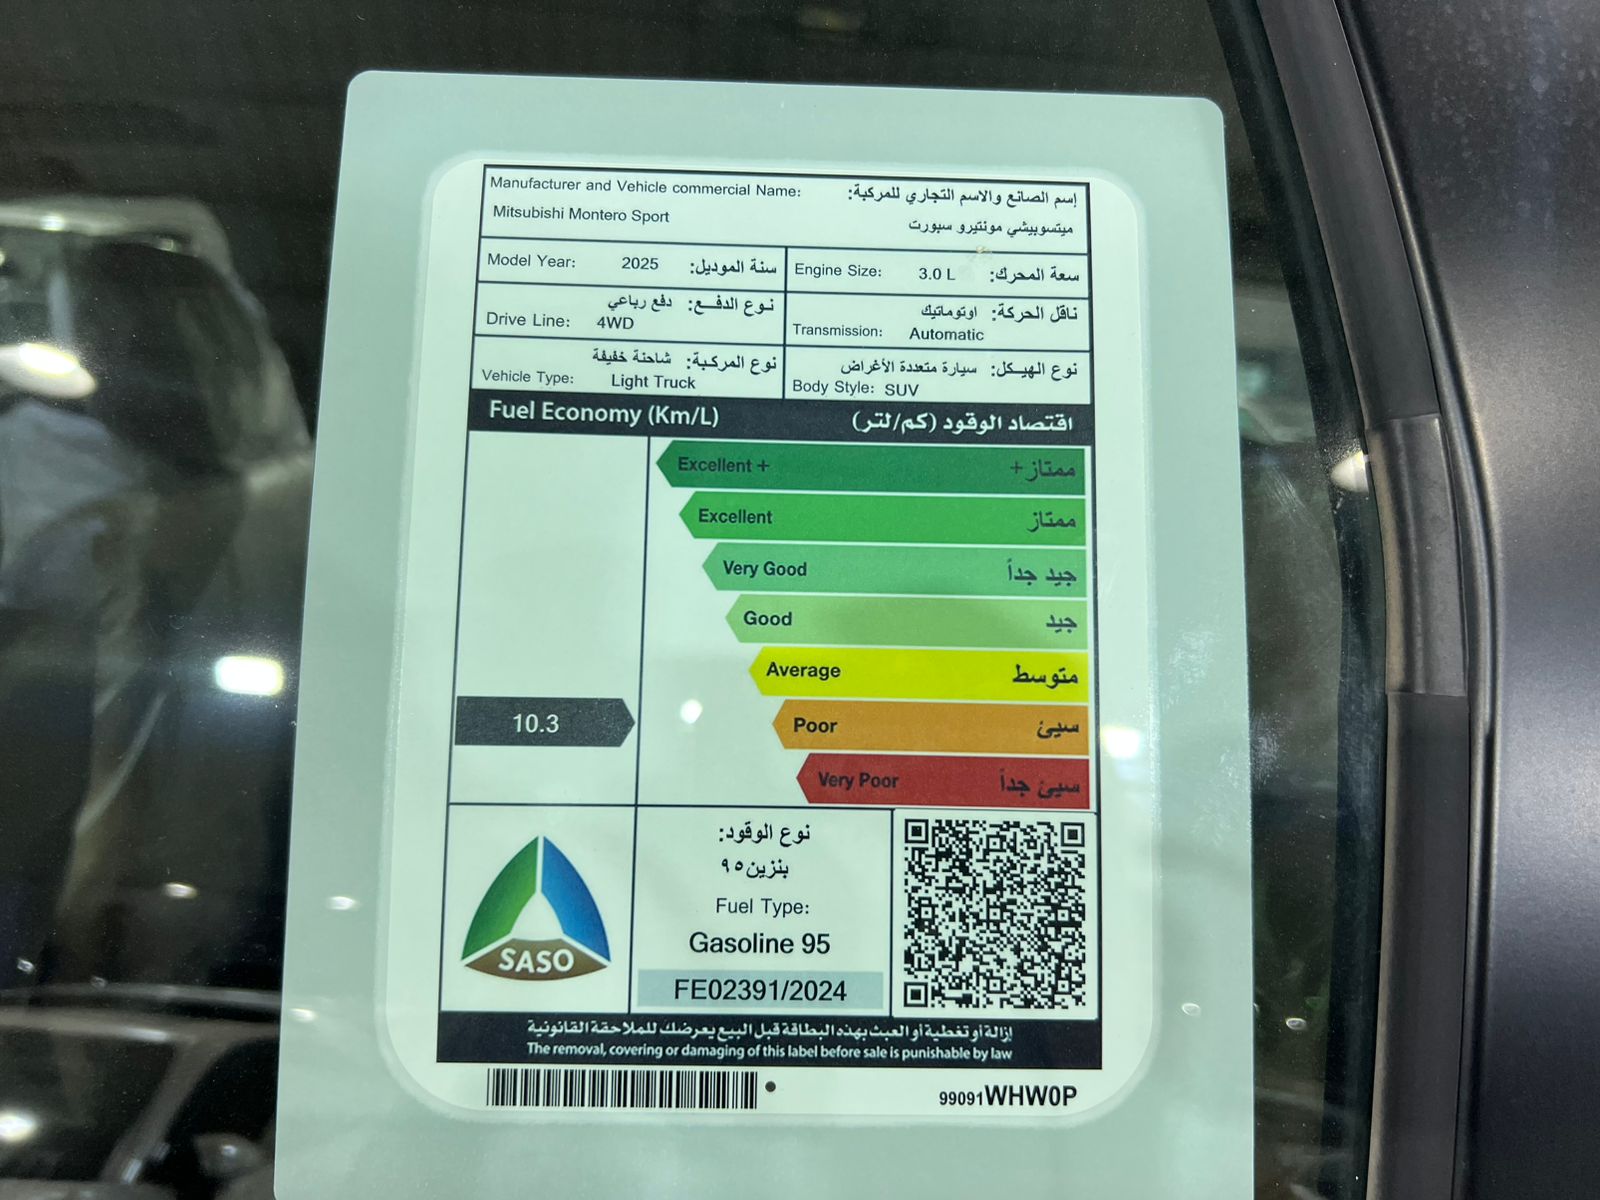 Manufacturer and Vehicle commercial Name: إسم الصانع والاسم التجاري للمركبة:
Mitsubishi Montero Sport ميتسوبيشي مونتيرو سبورت
Model Year: 2025 سنة الموديل:
Engine Size: 3.0 L سعة المحرك:
نـوع الدفــع: دفع رباعي
Drive Line: 4WD
ناقل الحركة: اوتوماتيك
Transmission: Automatic
نوع المركـبة: شاحنة خفيفة
Vehicle Type: Light Truck
نوع الهيـكل: سيارة متعددة الأغراض
Body Style: SUV
Fuel Economy (Km/L) اقتصاد الوقود (كم/لتر)
Excellent + ممتاز+
Excellent ممتاز
Very Good جيد جداً
Good جيد
Average متوسط
10.3
Poor سيئ
Very Poor سيئ جداً
SASO
نوع الوقود:
بنزين٩٥
Fuel Type:
Gasoline 95
FE02391/2024
إزالة أو تغطية أو العبث بهذه البطاقة قبل البيع يعرضك للملاحقة القانونية
The removal, covering or damaging of this label before sale is punishable by law
99091WHW0P